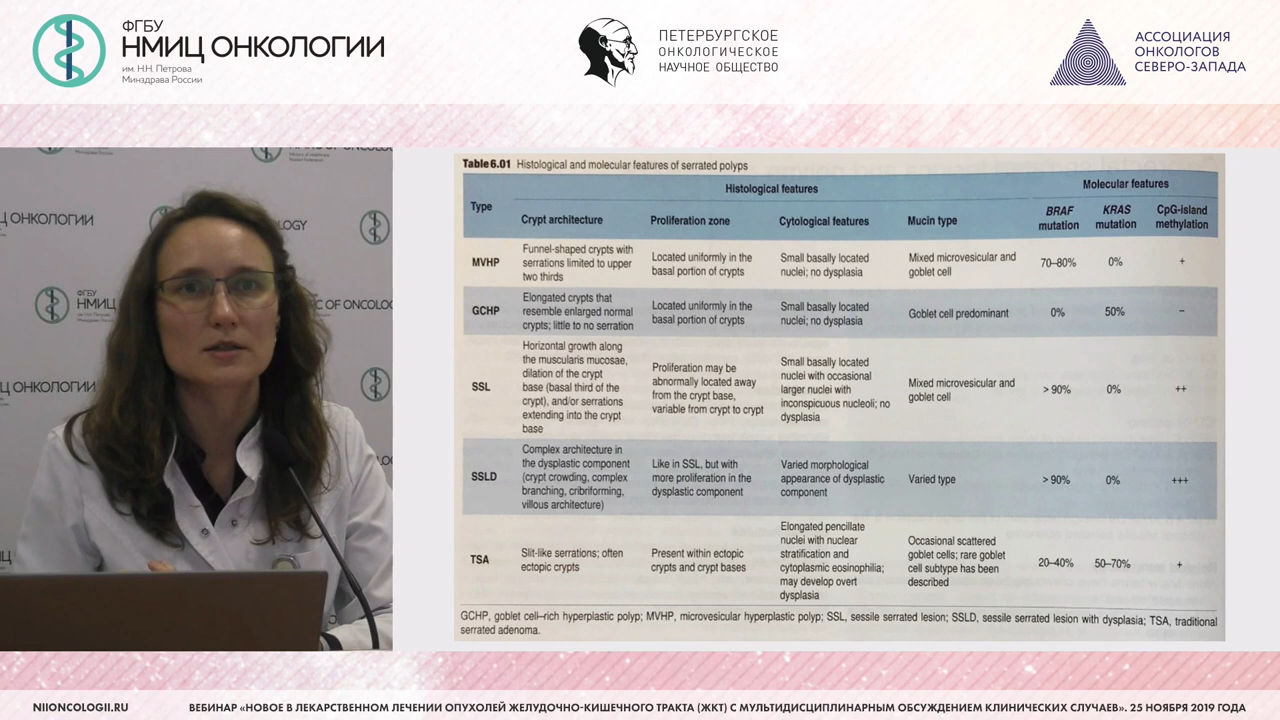 ФГБУ
НМИЦ ОНКОЛОГИИ
им. Н.Н. Петрова
Минздрава России
ПЕТЕРБУРГСКОЕ
ОНКОЛОГИЧЕСКОЕ
НАУЧНОЕ ОБЩЕСТВО
АССОЦИАЦИЯ
ОНКОЛОГОВ
СЕВЕРО-ЗАПАДА
Ц ОНКОЛОГИИ
LOGY
ФГБУ
НМИЦ
C OF ONCOLOGY
Ц ОНКОЛОГИИ
Table 6.01 Histological and molecular features of serrated polyps
Type
Histological features
Molecular features
Crypt architecture
Proliferation zone
Cytological features
Mucin type
BRAF
mutation
KRAS
mutation
CpG-island
methylation
MVHP
Funnel-shaped crypts with
serrations limited to upper
two thirds
Located uniformly in the
basal portion of crypts
Small basally located
nuclei; no dysplasia
Mixed microvesicular and
goblet cell
70–80%
0%
+
GCHP
Elongated crypts that
resemble enlarged normal
crypts; little to no serration
Located uniformly in the
basal portion of crypts
Small basally located
nuclei; no dysplasia
Goblet cell predominant
0%
50%
–
SSL
Horizontal growth along
the muscularis mucosae,
dilation of the crypt
base (basal third of the
crypt), and/or serrations
extending into the crypt
base
Proliferation may be
abnormally located away
from the crypt base,
variable from crypt to crypt
Small basally located
nuclei with occasional
larger nuclei with
inconspicuous nucleoli; no
dysplasia
Mixed microvesicular and
goblet cell
> 90%
0%
++
SSLD
Complex architecture in
the dysplastic component
(crypt crowding, complex
branching, cribriforming,
villous architecture)
Like in SSL, but with
more proliferation in the
dysplastic component
Varied morphological
appearance of dysplastic
component
Varied type
> 90%
0%
+++
TSA
Slit-like serrations; often
ectopic crypts
Present within ectopic
crypts and crypt bases
Elongated pencillate
nuclei with nuclear
stratification and
cytoplasmic eosinophilia;
may develop overt
dysplasia
Occasional scattered
goblet cells; rare goblet
cell subtype has been
described
20–40%
50–70%
+
GCHP, goblet cell–rich hyperplastic polyp; MVHP, microvesicular hyperplastic polyp; SSL, sessile serrated lesion; SSLD, sessile serrated lesion with dysplasia; TSA, traditional
serrated adenoma.
NIIONCOLOGII.RU
ВЕБИНАР «НОВОЕ В ЛЕКАРСТВЕННОМ ЛЕЧЕНИИ ОПУХОЛЕЙ ЖЕЛУДОЧНО-КИШЕЧНОГО ТРАКТА (ЖКТ) С МУЛЬТИДИСЦИПЛИНАРНЫМ ОБСУЖДЕНИЕМ КЛИНИЧЕСКИХ СЛУЧАЕВ». 25 НОЯБРЯ 2019 ГОДА